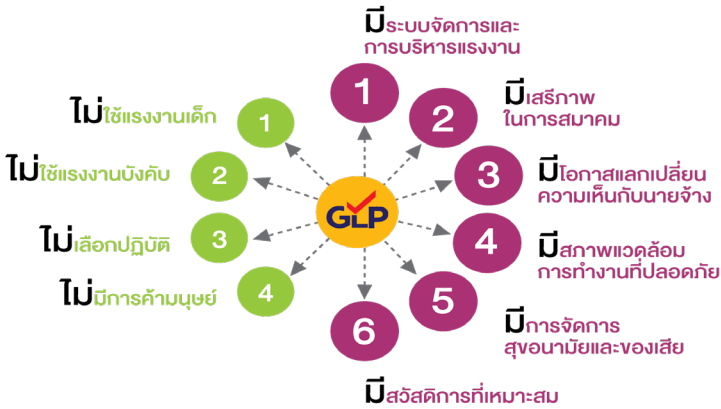 ไม่ใช้แรงงานเด็ก
1
ไม่ใช้แรงงานบังคับ
2
ไม่เลือกปฏิบัติ
3
ไม่มีการค้ามนุษย์
4
GLP
มีระบบจัดการและ
การบริหารแรงงาน
1
มีเสรีภาพ
ในการสมาคม
2
มีโอกาสแลกเปลี่ยน
ความเห็นกับนายจ้าง
3
มีสภาพแวดล้อม
การทำงานที่ปลอดภัย
4
มีการจัดการ
สุขอนามัยและของเสีย
5
มีสวัสดิการที่เหมาะสม
6